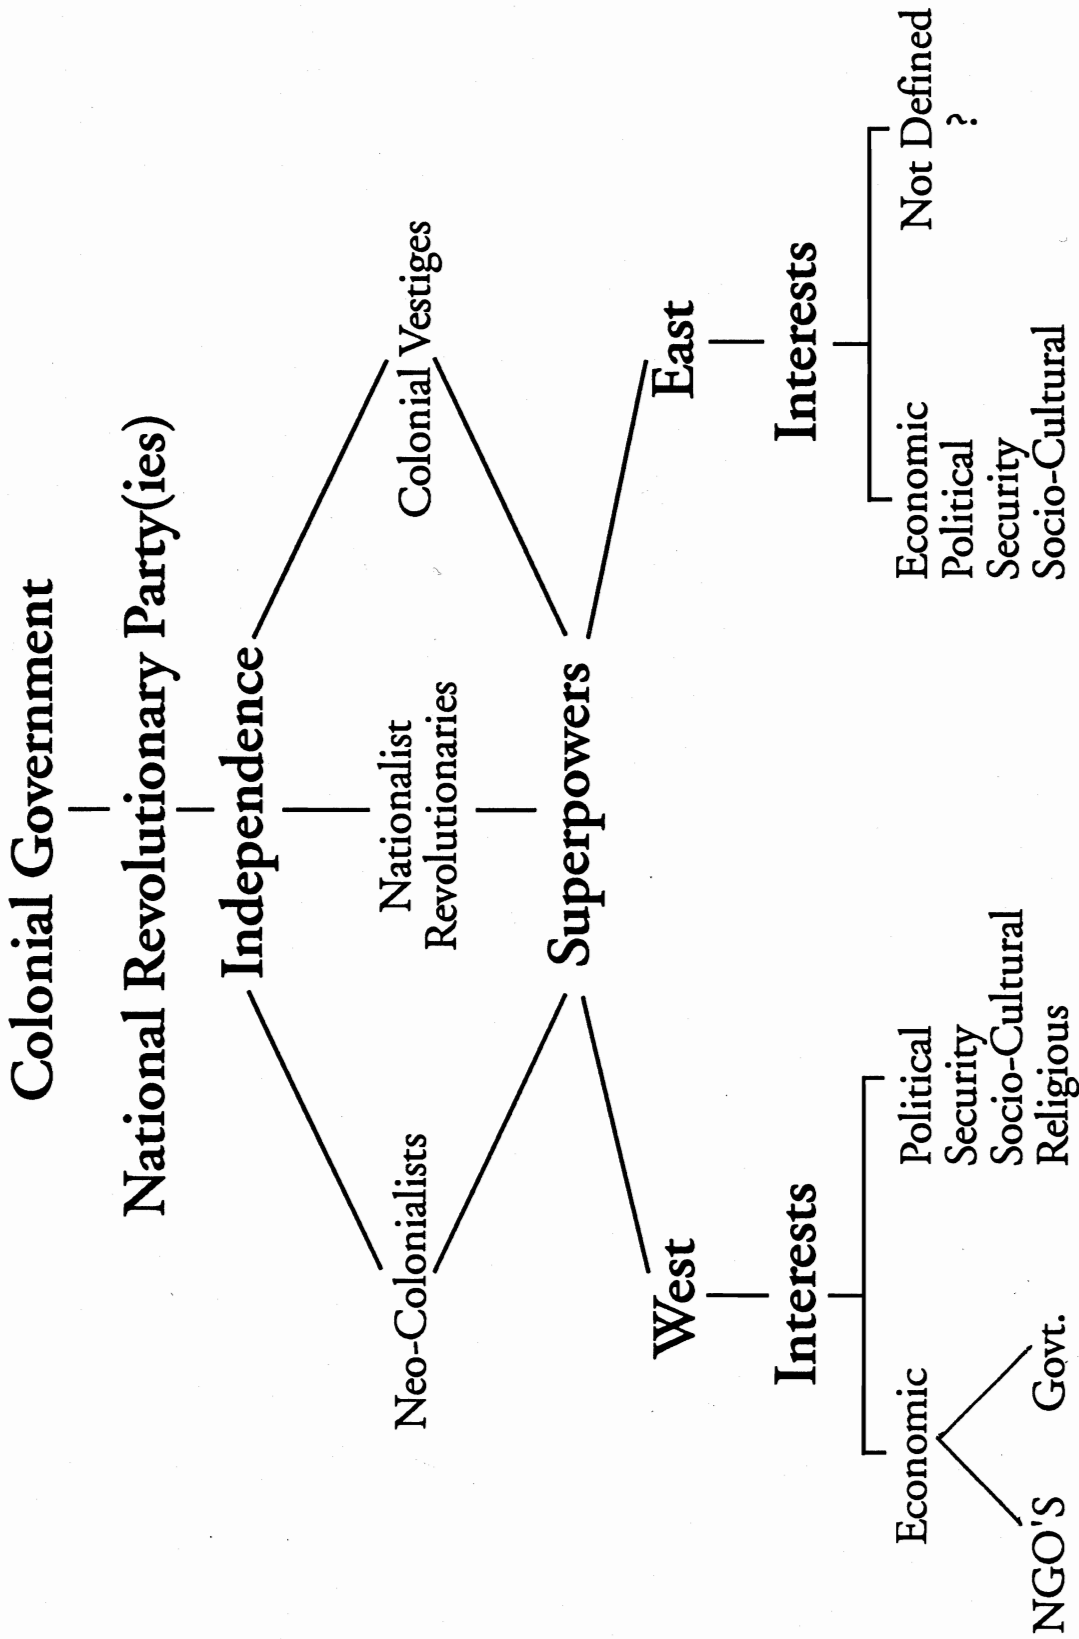 Colonial Government
National Revolutionary Party(ies)
Independence
Neo-Colonialists
Nationalist
Revolutionaries
Colonial Vestiges
Superpowers
West
East
Interests
Interests
Economic
Political
Security
Socio-Cultural
Religious
NGO'S
Govt.
Economic
Political
Security
Socio-Cultural
Not Defined
?